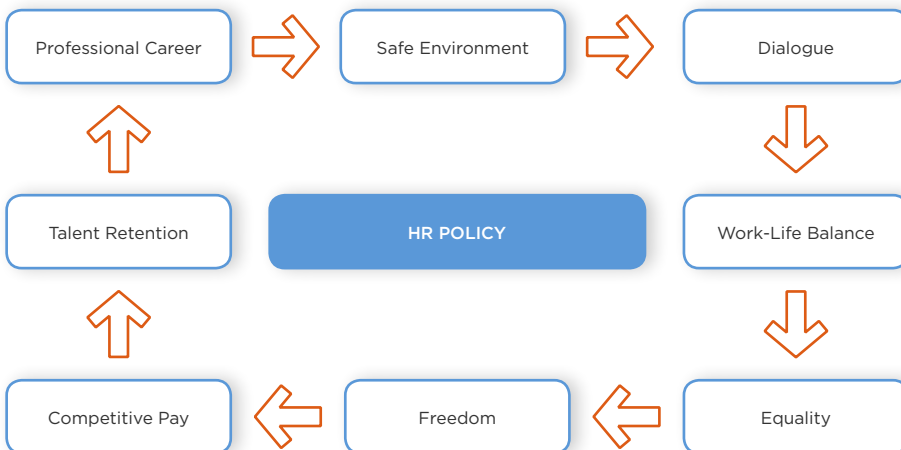 Professional Career
Safe Environment
Dialogue
Talent Retention
HR POLICY
Work-Life Balance
Competitive Pay
Freedom
Equality